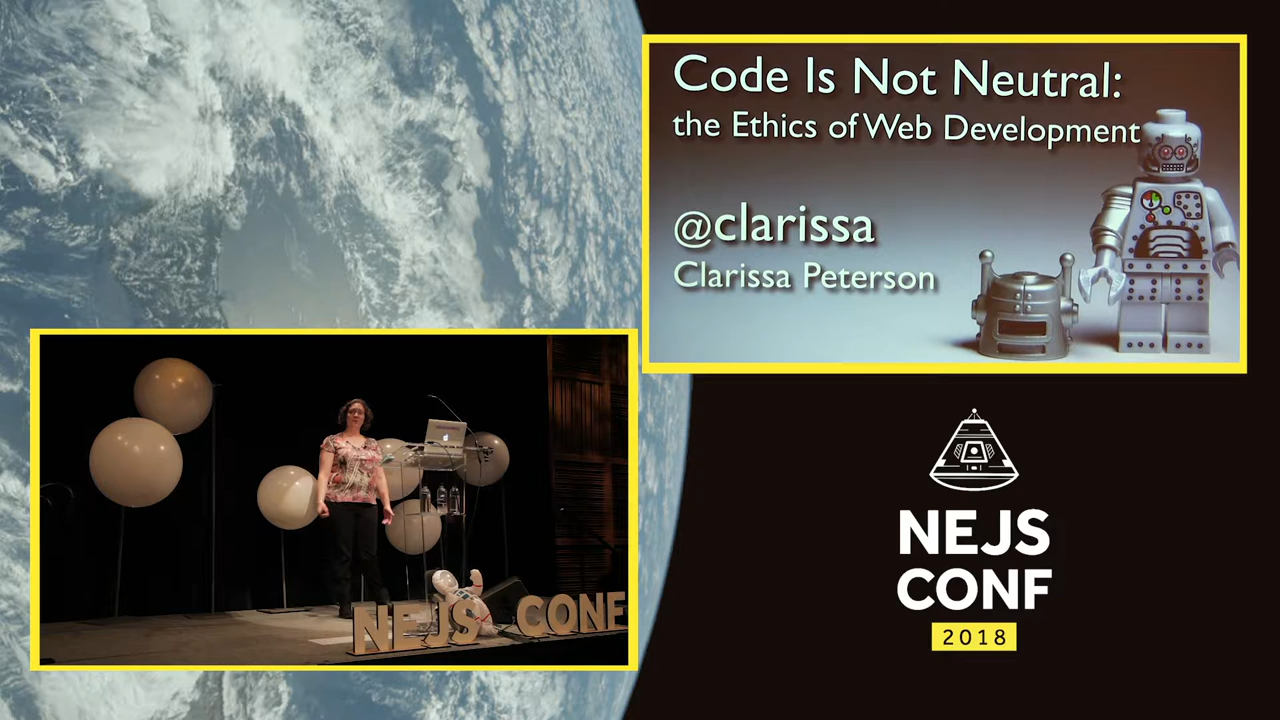 Code Is Not Neutral:
the Ethics of Web Development
@clarissa
Clarissa Peterson
NEJS CONF
NEJS
CONF
2018